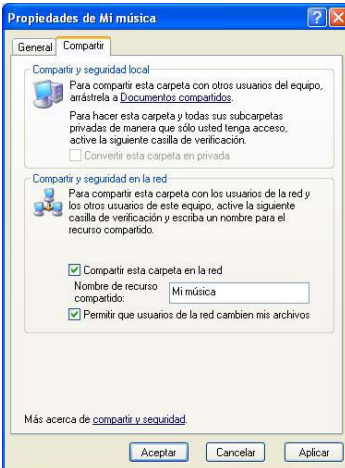 Propiedades de Mi música
General
Compartir
Compartir y seguridad local
Para compartir esta carpeta con otros usuarios del equipo,
arrástrela a Documentos compartidos.
Para hacer esta carpeta y todas sus subcarpetas
privadas de manera que sólo usted tenga acceso,
active la siguiente casilla de verificación.
Convertir esta carpeta en privada
Compartir y seguridad en la red
Para compartir esta carpeta con los usuarios de la red y
los otros usuarios de este equipo, active la siguiente
casilla de verificación y escriba un nombre para el
recurso compartido.
Compartir esta carpeta en la red
Nombre de recurso
compartido:
Mi música
Permitir que usuarios de la red cambien mis archivos
Más acerca de compartir y seguridad.
Aceptar
Cancelar
Aplicar